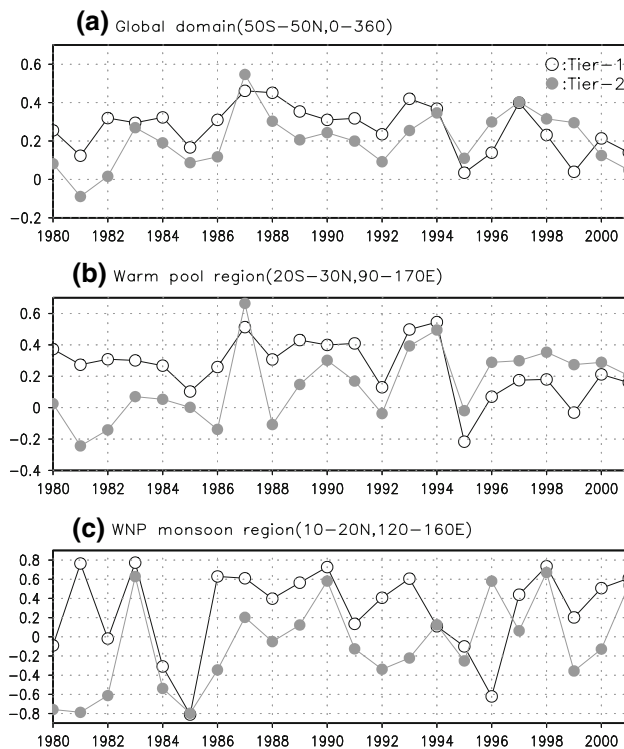 (a) Global domain(50S−50N,0−360)
○:Tier−1
●:Tier−2
0.6
0.4
0.2
0
−0.2
1980 1982 1984 1986 1988 1990 1992 1994 1996 1998 2000
(b) Warm pool region(20S−30N,90−170E)
0.6
0.4
0.2
0
−0.2
−0.4
1980 1982 1984 1986 1988 1990 1992 1994 1996 1998 2000
(c) WNP monsoon region(10−20N,120−160E)
0.8
0.6
0.4
0.2
0
−0.2
−0.4
−0.6
−0.8
1980 1982 1984 1986 1988 1990 1992 1994 1996 1998 2000